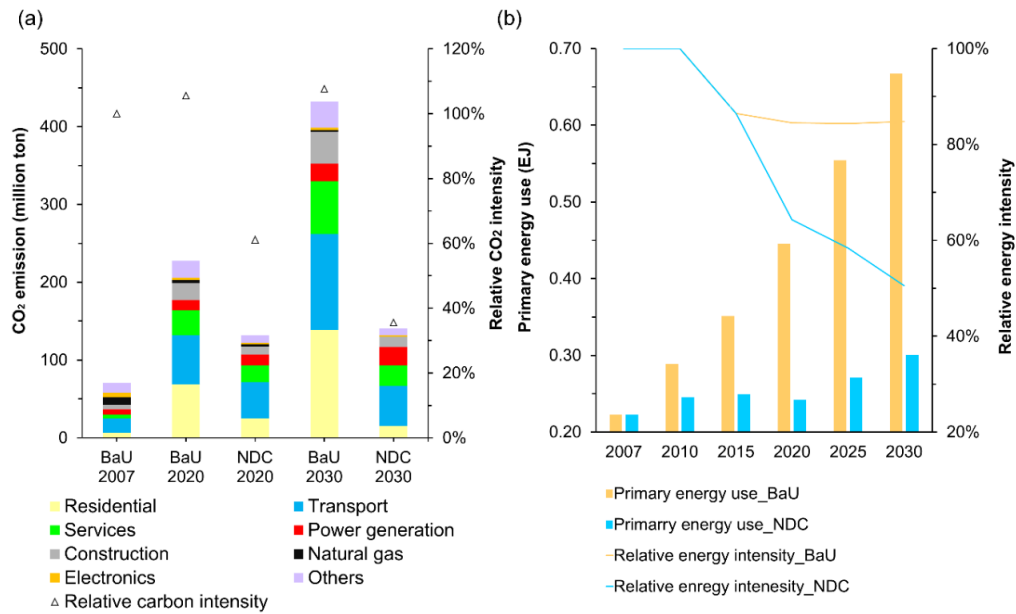 (a)
500
400
300
200
100
0
CO₂ emission (million ton)
120%
100%
80%
60%
40%
20%
0%
Relative CO₂ intensity
BaU 2007
BaU 2020
NDC 2020
BaU 2030
NDC 2030
Residential
Transport
Services
Power generation
Construction
Natural gas
Electronics
Others
Relative carbon intensity
(b)
0.70
0.60
0.50
0.40
0.30
0.20
Primary energy use (EJ)
100%
80%
60%
40%
20%
Relative energy intensity
2007
2010
2015
2020
2025
2030
Primary energy use_BaU
Primarry energy use_NDC
Relative energy intensity_BaU
Relative enregy intenesity_NDC